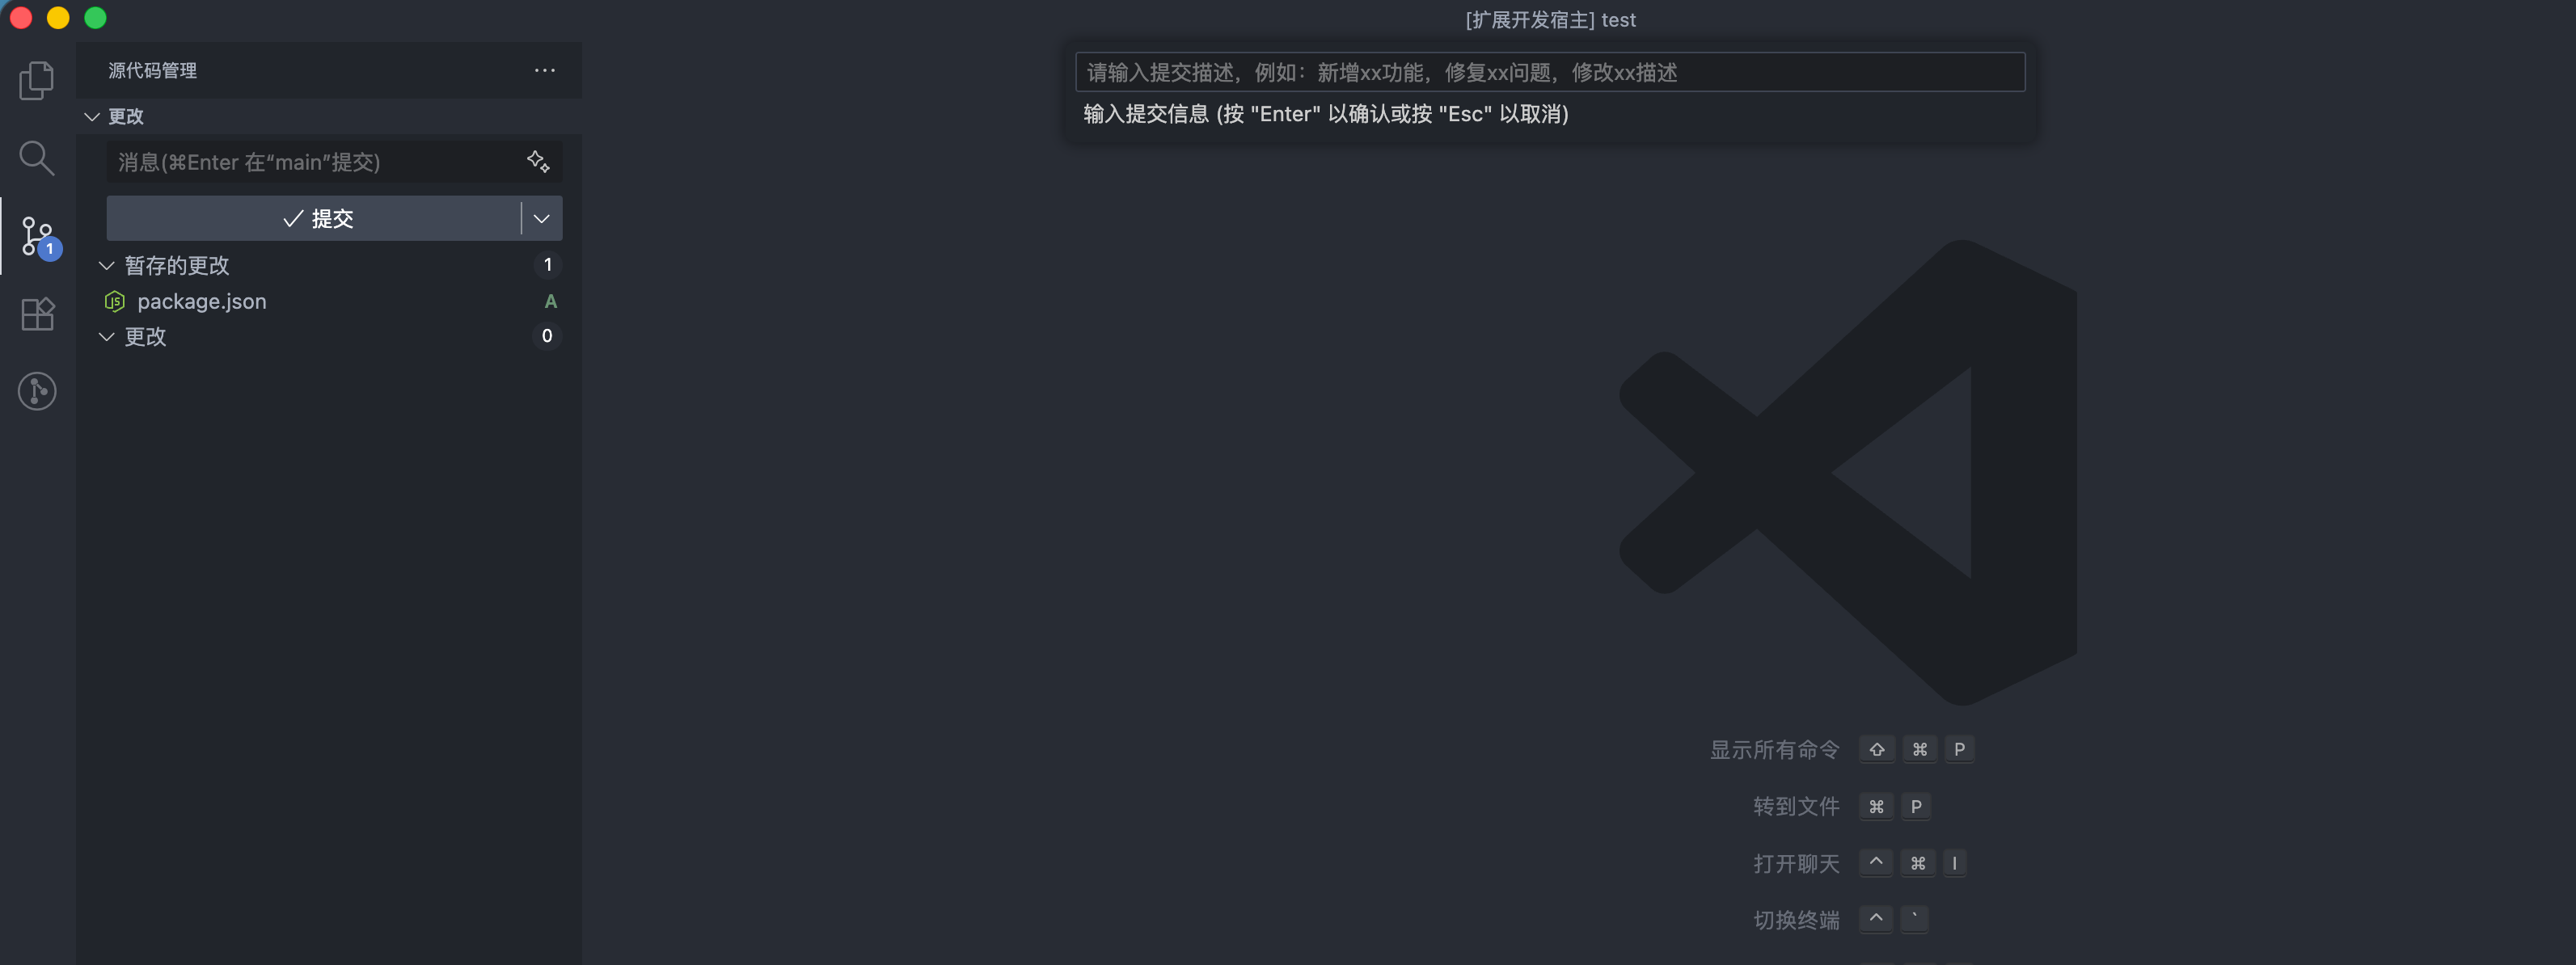 [扩展开发宿主] test
源代码管理
更改
消息(⌘Enter 在“main”提交)
提交
暂存的更改 1
package.json A
更改 0
1
请输入提交描述，例如：新增xx功能，修复xx问题，修改xx描述
输入提交信息 (按 "Enter" 以确认或按 "Esc" 以取消)
显示所有命令 ⇧ ⌘ P
转到文件 ⌘ P
打开聊天 ^ ⌘ I
切换终端 ^ `